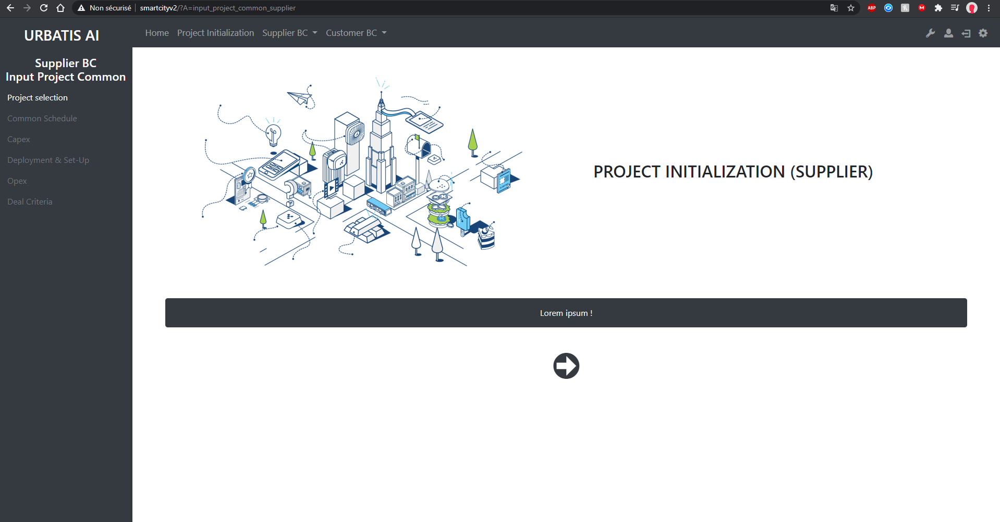 Non sécurisé smartcityv2/?A=input_project_common_supplier
ABP
M
URBATIS AI
Home Project Initialization Supplier BC Customer BC
Supplier BC
Input Project Common
Project selection
Common Schedule
Capex
Deployment & Set-Up
Opex
Deal Criteria
PROJECT INITIALIZATION (SUPPLIER)
Lorem ipsum !